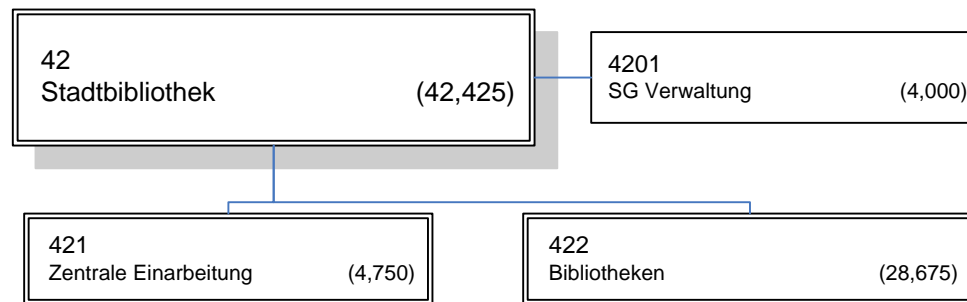 42
Stadtbibliothek (42,425)
4201
SG Verwaltung (4,000)
421
Zentrale Einarbeitung (4,750)
422
Bibliotheken (28,675)